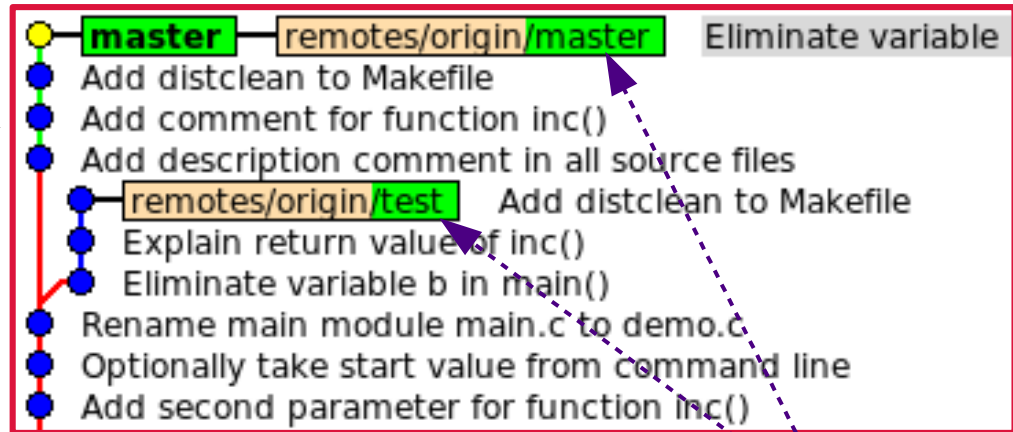 master remotes/origin/master Eliminate variable
Add distclean to Makefile
Add comment for function inc()
Add description comment in all source files
remotes/origin/test Add distclean to Makefile
Explain return value of inc()
Eliminate variable b in main()
Rename main module main.c to demo.c
Optionally take start value from command line
Add second parameter for function inc()